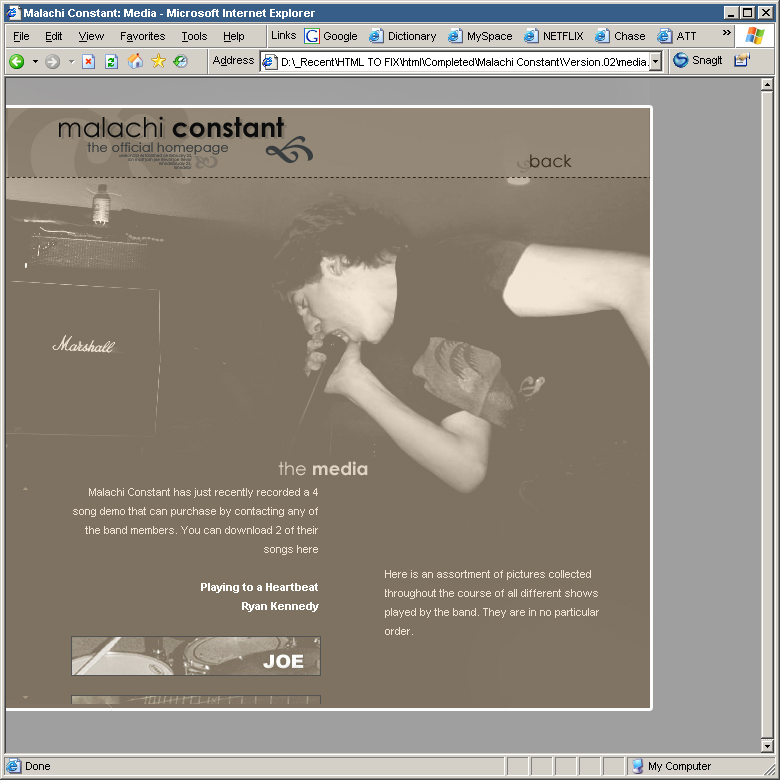 Malachi Constant: Media - Microsoft Internet Explorer
File Edit View Favorites Tools Help Links Google Dictionary MySpace NETFLIX Chase ATT »
Address D:\_Recent\HTML TO FIX\html\Completed\Malachi Constant\Version.02\media. SnagIt
malachi constant
the official homepage
back
Marshall
the media
Malachi Constant has just recently recorded a 4
song demo that can purchase by contacting any of
the band members. You can download 2 of their
songs here
Playing to a Heartbeat
Ryan Kennedy
Here is an assortment of pictures collected
throughout the course of all different shows
played by the band. They are in no particular
order.
JOE
Done My Computer